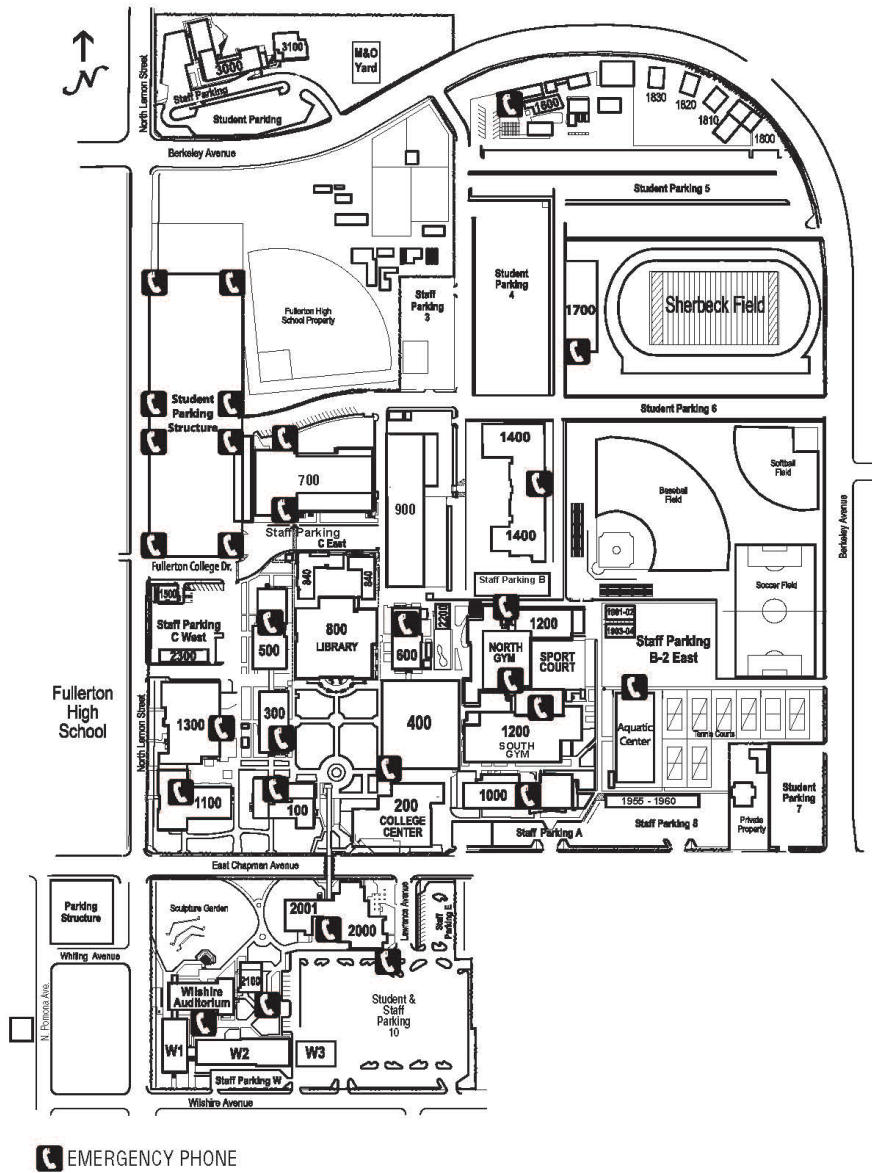 N
North Lemon Street
3000
3100
M&O
Yard
Staff Parking
Student Parking
Berkeley Avenue
1600
1830
1820
1810
1800
Student Parking 5
Student
Parking
4
Staff
Parking
3
Fullerton High
School Property
1700
Sherbeck Field
Student Parking 6
Student
Parking
Structure
700
900
1400
1400
Baseball
Field
Softball
Field
Berkeley Avenue
Staff Parking
C East
Fullerton College Dr.
840
840
Staff Parking B
Soccer Field
1500
Staff Parking
C West
2300
500
800
LIBRARY
600
2200
1200
NORTH
GYM
SPORT
COURT
1901-02
1903-04
Staff Parking
B-2 East
Fullerton
High
School
North Lemon Street
1300
300
400
1200
SOUTH
GYM
Aquatic
Center
Tennis Courts
1100
100
200
COLLEGE
CENTER
1000
1955 - 1960
Staff Parking A
Staff Parking 8
Private
Property
Student
Parking
7
East Chapman Avenue
Parking
Structure
Sculpture Garden
2001
2000
Lawrence Avenue
Staff
Parking E
Whiting Avenue
N. Pomona Ave.
Wilshire
Auditorium
2100
Student &
Staff
Parking
10
W1
W2
W3
Staff Parking W
Wilshire Avenue
EMERGENCY PHONE